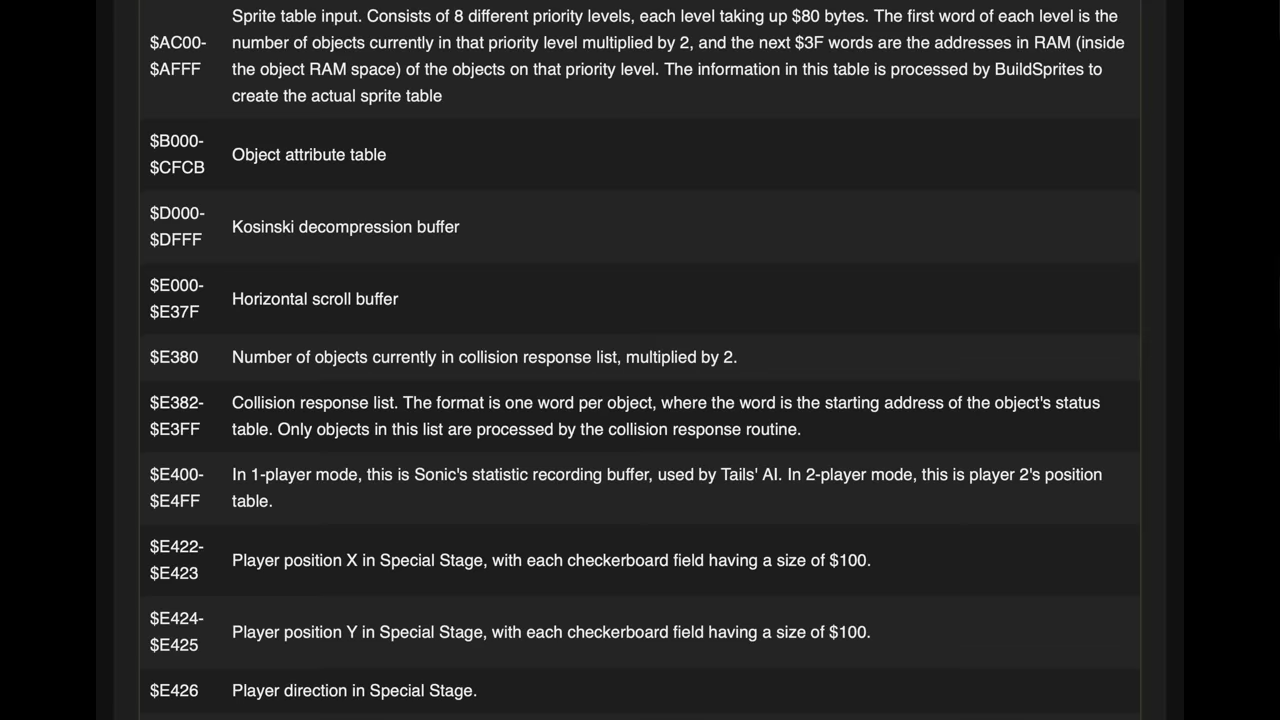 Sprite table input. Consists of 8 different priority levels, each level taking up $80 bytes. The first word of each level is the
$AC00- number of objects currently in that priority level multiplied by 2, and the next $3F words are the addresses in RAM (inside
$AFFF the object RAM space) of the objects on that priority level. The information in this table is processed by BuildSprites to
create the actual sprite table
$B000-
$CFCB
Object attribute table
$D000-
$DFFF
Kosinski decompression buffer
$E000-
$E37F
Horizontal scroll buffer
$E380 Number of objects currently in collision response list, multiplied by 2.
$E382- Collision response list. The format is one word per object, where the word is the starting address of the object's status
$E3FF table. Only objects in this list are processed by the collision response routine.
$E400- In 1-player mode, this is Sonic's statistic recording buffer, used by Tails' AI. In 2-player mode, this is player 2's position
$E4FF table.
$E422-
$E423
Player position X in Special Stage, with each checkerboard field having a size of $100.
$E424-
$E425
Player position Y in Special Stage, with each checkerboard field having a size of $100.
$E426 Player direction in Special Stage.